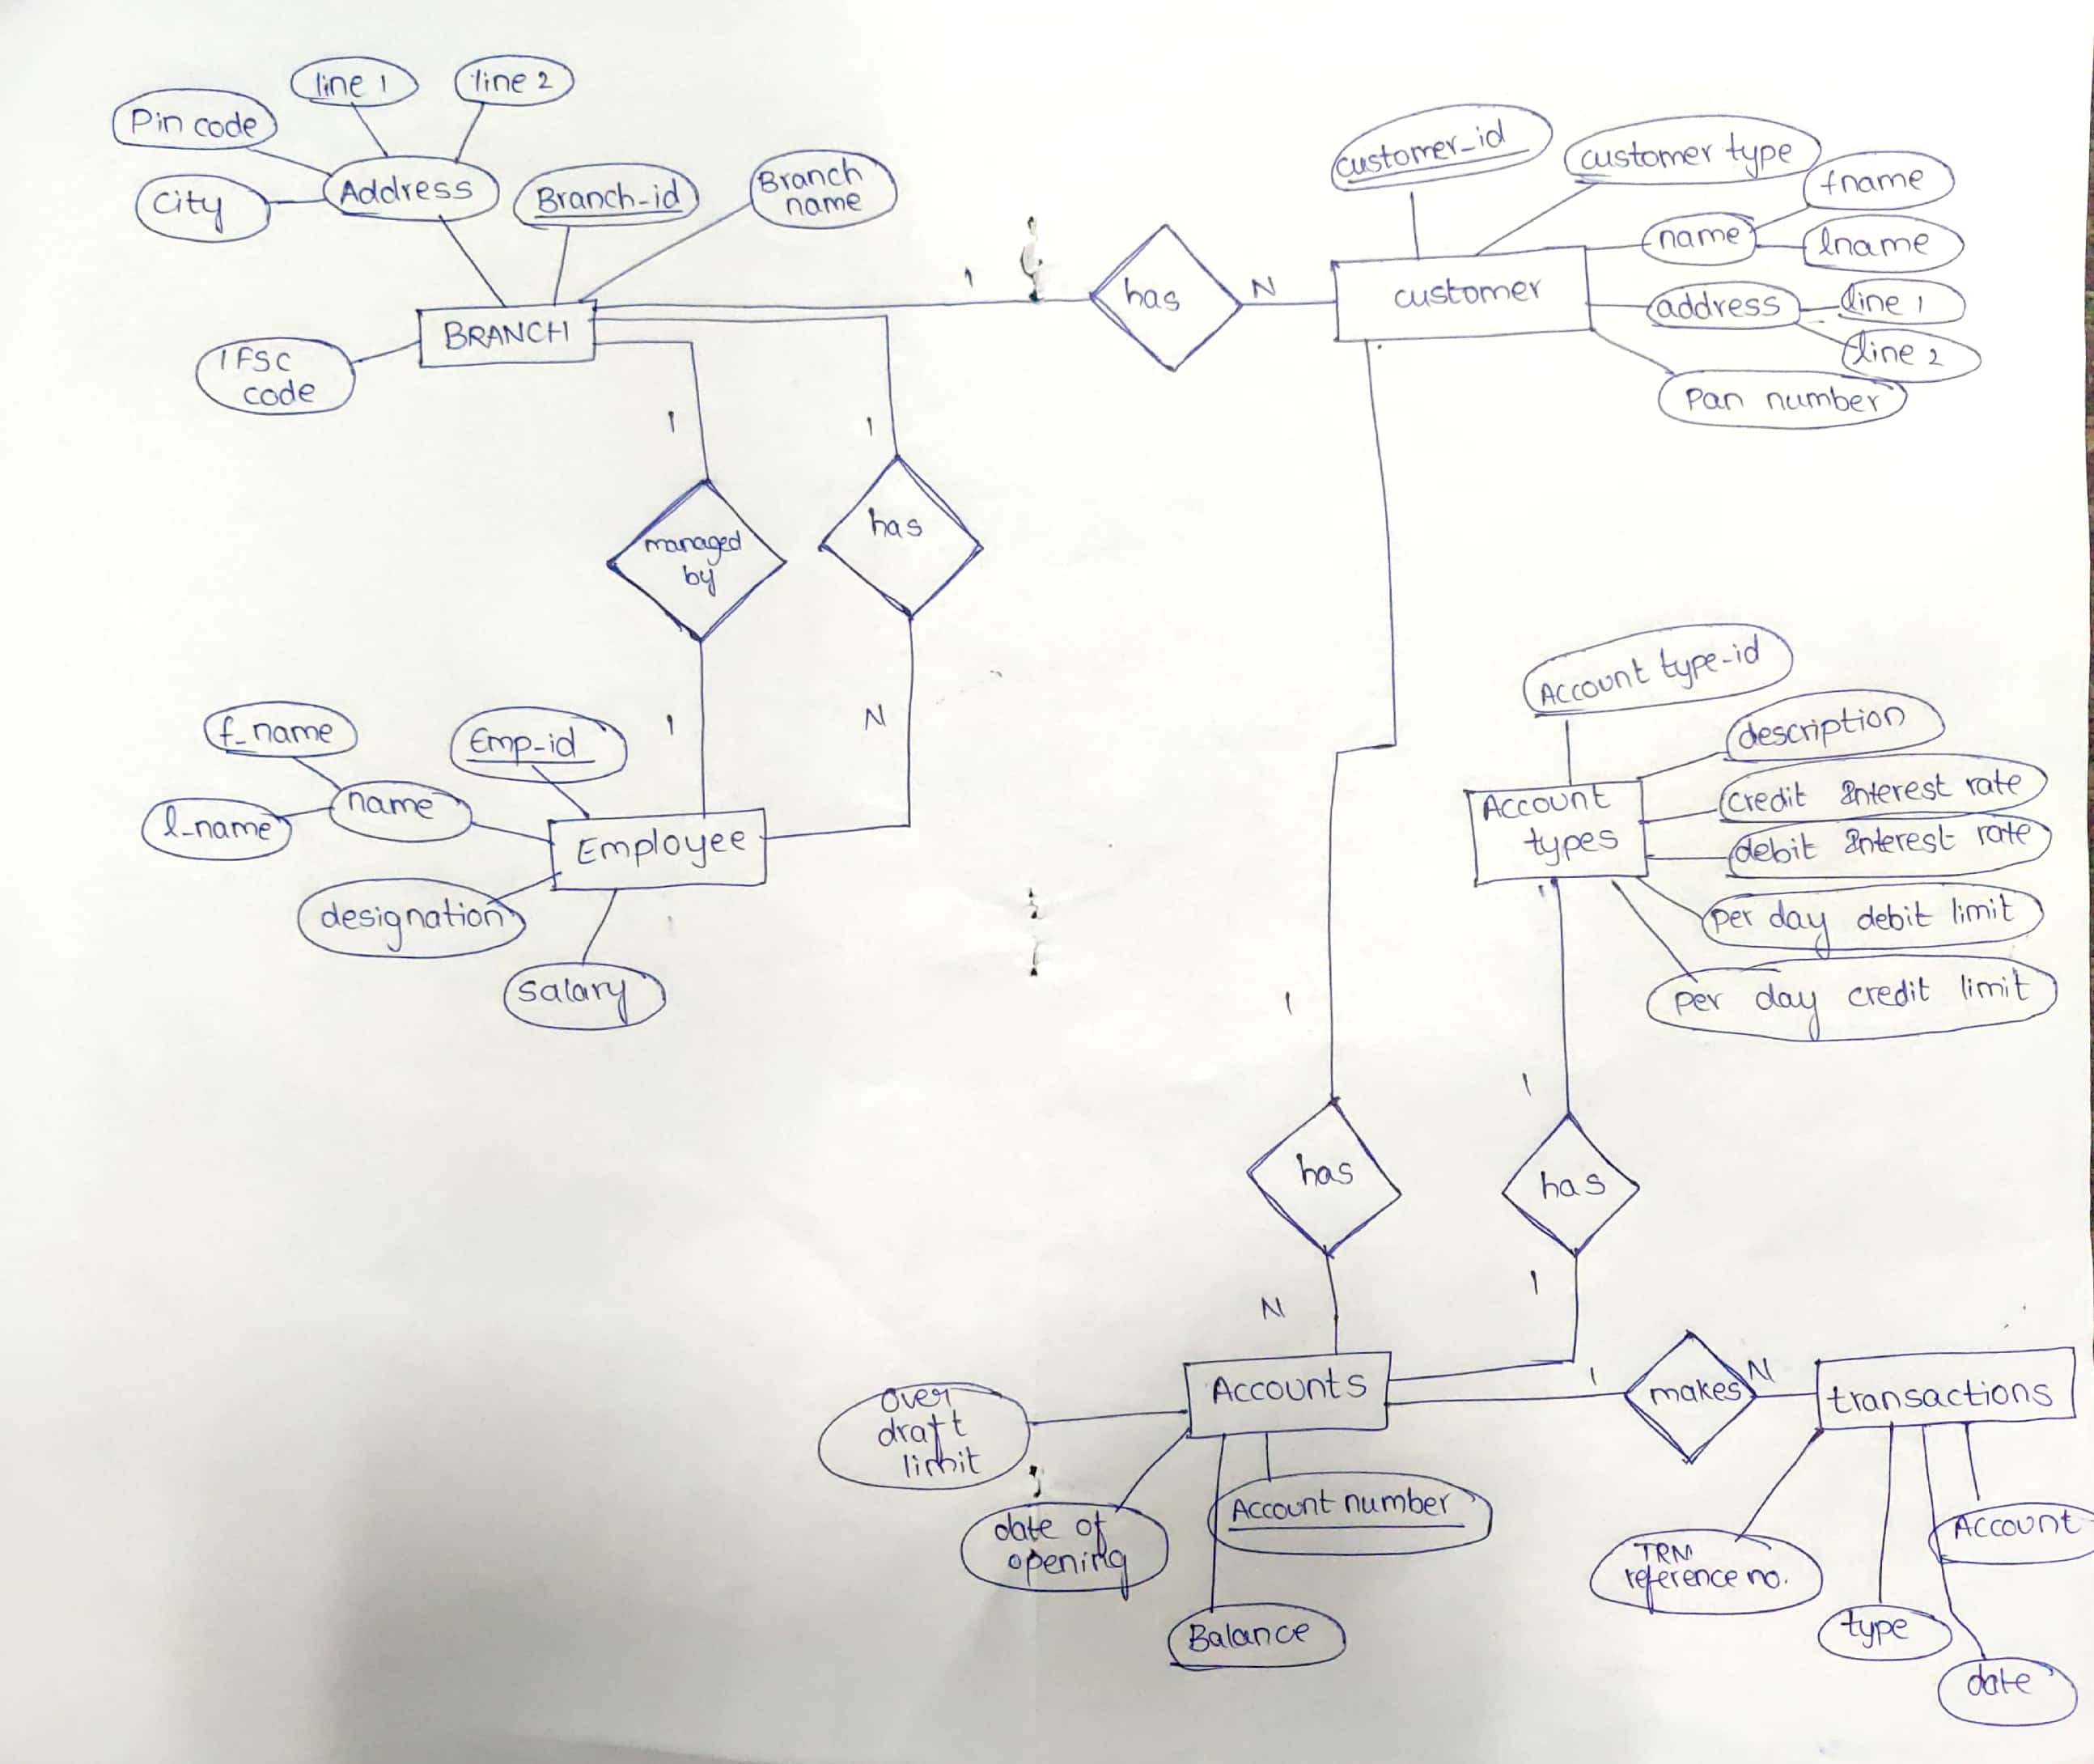 line 1
line 2
Pin code
City
Address
Branch-id
Branch
name
BRANCH
IFSC
code
1
has
N
customer_id
customer type
name
fname
lname
customer
address
line 1
line 2
Pan number
1
managed
by
1
1
has
N
f_name
l_name
name
Emp-id
Employee
designation
salary
Account type-id
description
Account
types
credit Interest rate
debit Interest rate
per day debit limit
per day credit limit
1
has
N
1
has
1
Accounts
1
makes
N
transactions
over
draft
limit
date of
opening
Account number
Balance
TRN
reference no.
type
Account
date